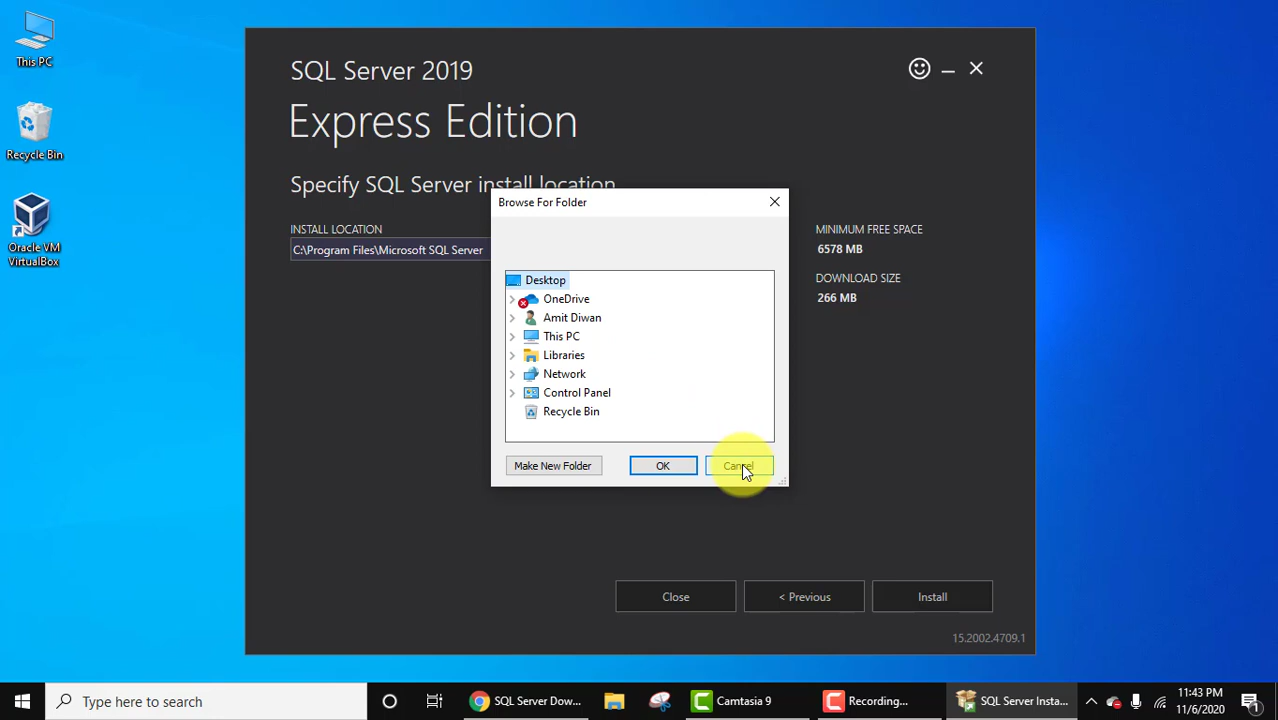 This PC
Recycle Bin
Oracle VM
VirtualBox
SQL Server 2019
Express Edition
Specify SQL Server install location
INSTALL LOCATION
C:\Program Files\Microsoft SQL Server
MINIMUM FREE SPACE
6578 MB
DOWNLOAD SIZE
266 MB
Browse For Folder
Desktop
OneDrive
Amit Diwan
This PC
Libraries
Network
Control Panel
Recycle Bin
Make New Folder
OK
Cancel
Close
< Previous
Install
15.2002.4709.1
Type here to search
SQL Server Dow...
Camtasia 9
Recording...
SQL Server Insta...
11:43 PM
11/6/2020
1